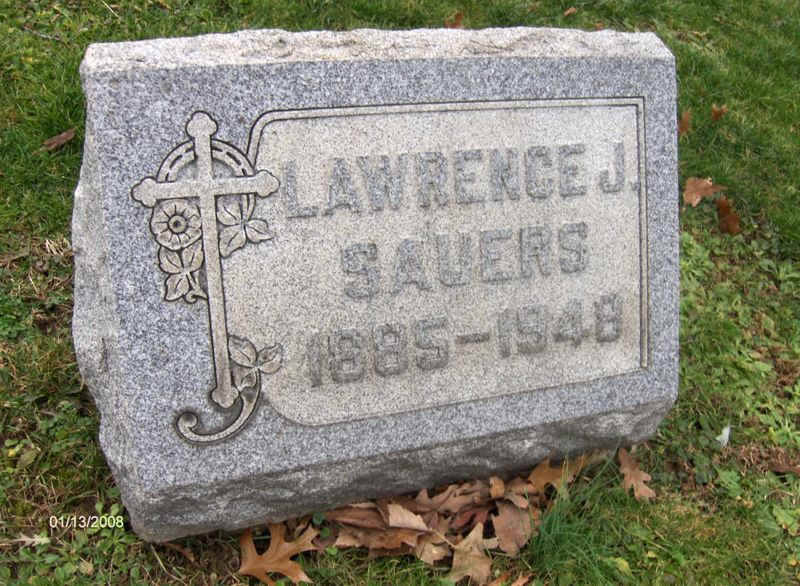 LAWRENCE J.
SAUERS
1885-1948
01/13/2008